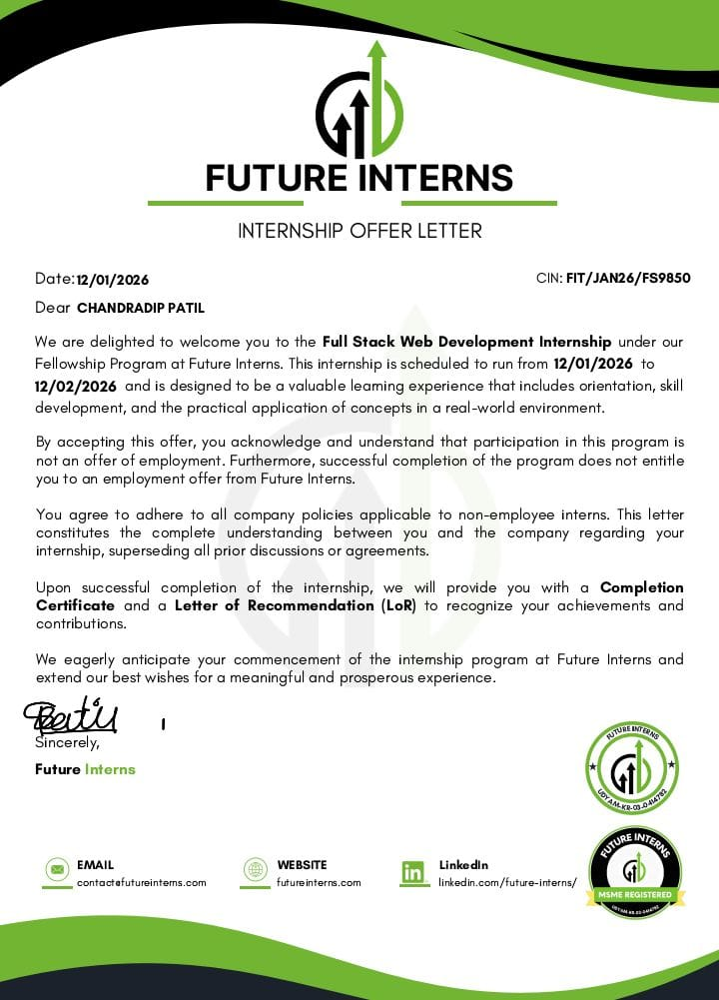 FUTURE INTERNS
INTERNSHIP OFFER LETTER
Date:12/01/2026
CIN: FIT/JAN26/FS9850
Dear CHANDRADIP PATIL
We are delighted to welcome you to the Full Stack Web Development Internship under our
Fellowship Program at Future Interns. This internship is scheduled to run from 12/01/2026 to
12/02/2026 and is designed to be a valuable learning experience that includes orientation, skill
development, and the practical application of concepts in a real-world environment.
By accepting this offer, you acknowledge and understand that participation in this program is
not an offer of employment. Furthermore, successful completion of the program does not entitle
you to an employment offer from Future Interns.
You agree to adhere to all company policies applicable to non-employee interns. This letter
constitutes the complete understanding between you and the company regarding your
internship, superseding all prior discussions or agreements.
Upon successful completion of the internship, we will provide you with a Completion
Certificate and a Letter of Recommendation (LoR) to recognize your achievements and
contributions.
We eagerly anticipate your commencement of the internship program at Future Interns and
extend our best wishes for a meaningful and prosperous experience.
Sincerely,
Future Interns
FUTURE INTERNS
UDYAM-KR-03-0414782
EMAIL
contact@futureinterns.com
WEBSITE
futureinterns.com
LinkedIn
linkedin.com/future-interns/
in
FUTURE INTERNS
MSME REGISTERED
UDYAM-KR-03-0414782